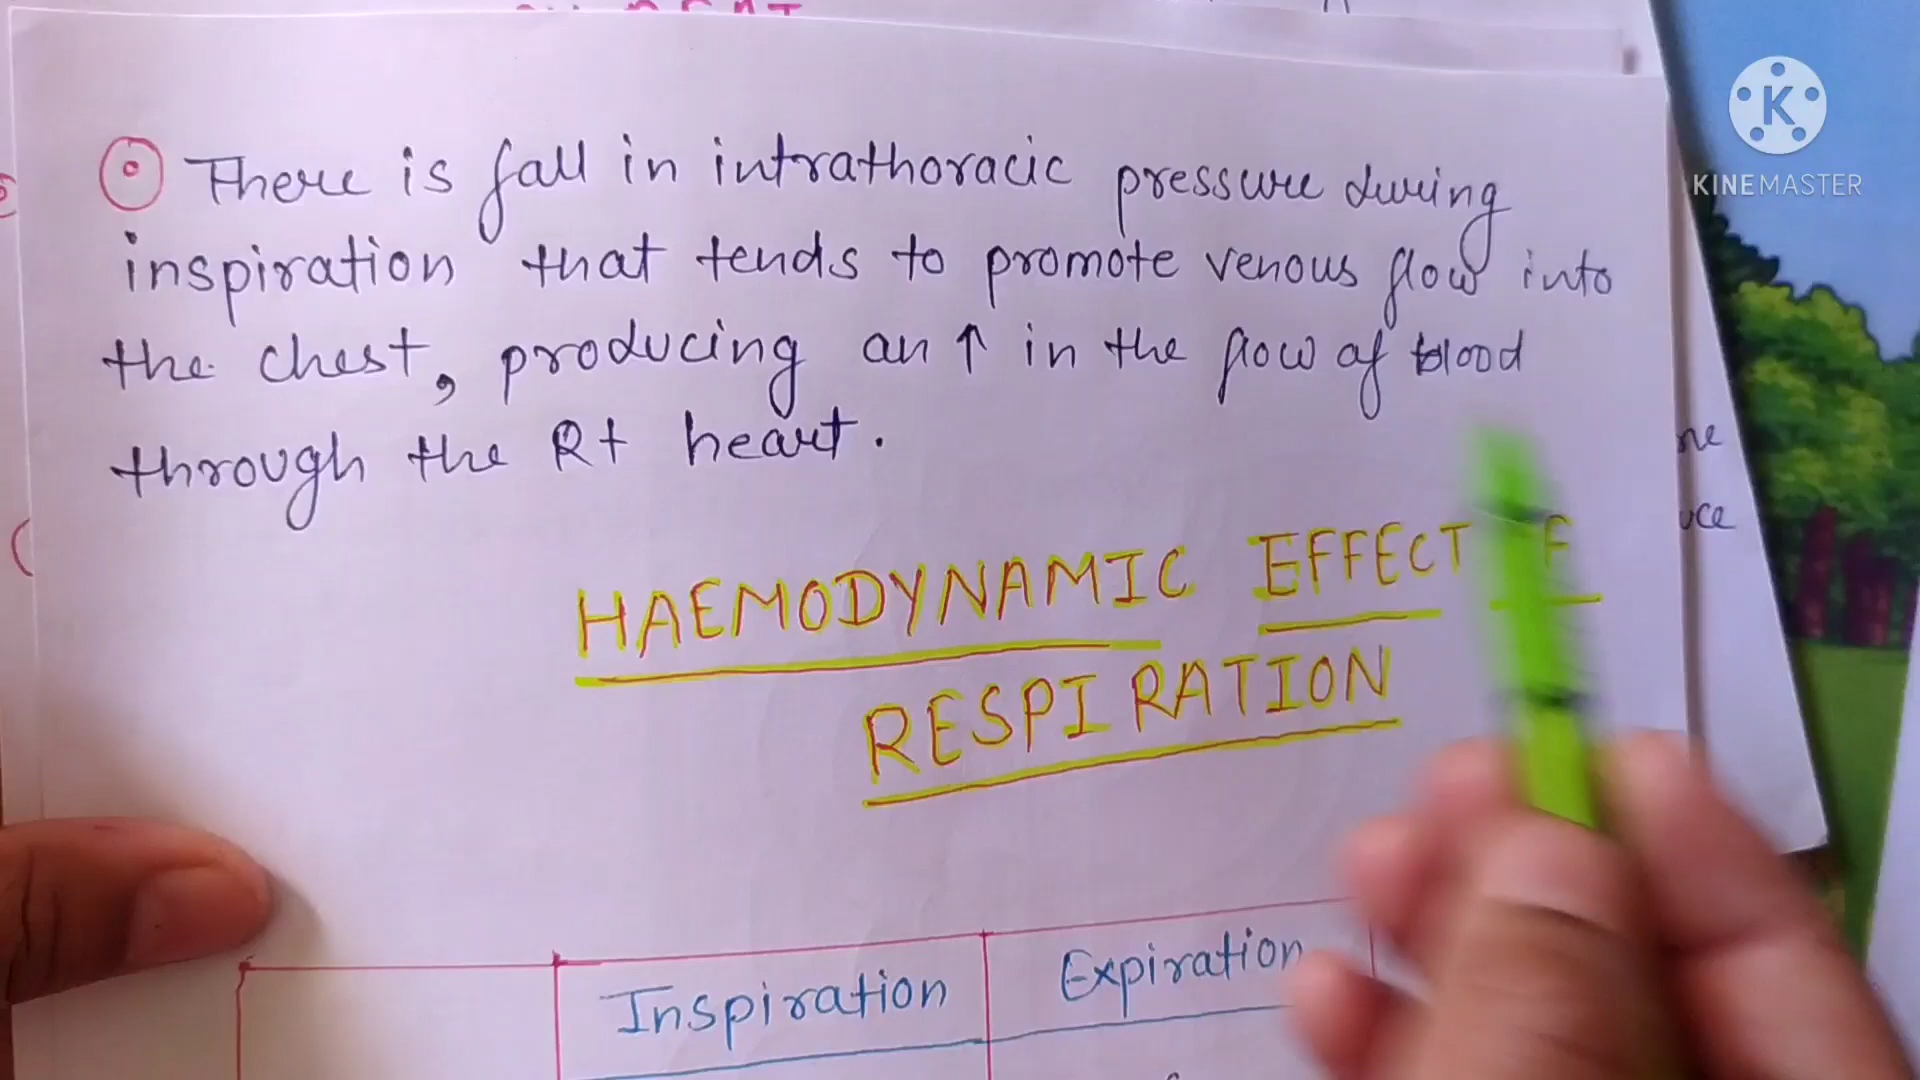 There is fall in intrathoracic pressure during
inspiration that tends to promote venous flow into
the chest, producing an ↑ in the flow of blood
through the Rt heart.
HAEMODYNAMIC EFFECT
RESPIRATION
Inspiration Expiration
K
KINEMASTER